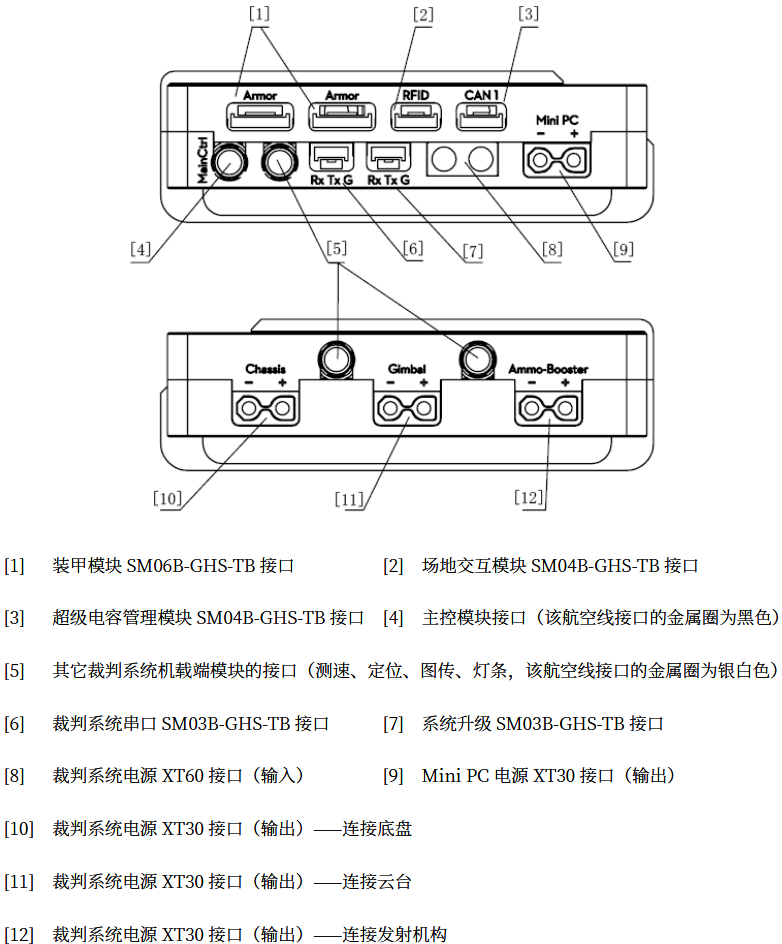 [1] [2] [3]
Armor Armor RFID CAN 1
Mini PC
- +
MainCtrl
Rx Tx G Rx Tx G
[4] [5] [6] [7] [8] [9]
Chassis Gimbal Ammo-Booster
- + - + - +
[10] [11] [12]
[1] 装甲模块 SM06B-GHS-TB 接口 [2] 场地交互模块 SM04B-GHS-TB 接口
[3] 超级电容管理模块 SM04B-GHS-TB 接口 [4] 主控模块接口（该航空线接口的金属圈为黑色）
[5] 其它裁判系统机载端模块的接口（测速、定位、图传、灯条，该航空线接口的金属圈为银白色）
[6] 裁判系统串口 SM03B-GHS-TB 接口 [7] 系统升级 SM03B-GHS-TB 接口
[8] 裁判系统电源 XT60 接口（输入） [9] Mini PC 电源 XT30 接口（输出）
[10] 裁判系统电源 XT30 接口（输出）——连接底盘
[11] 裁判系统电源 XT30 接口（输出）——连接云台
[12] 裁判系统电源 XT30 接口（输出）——连接发射机构